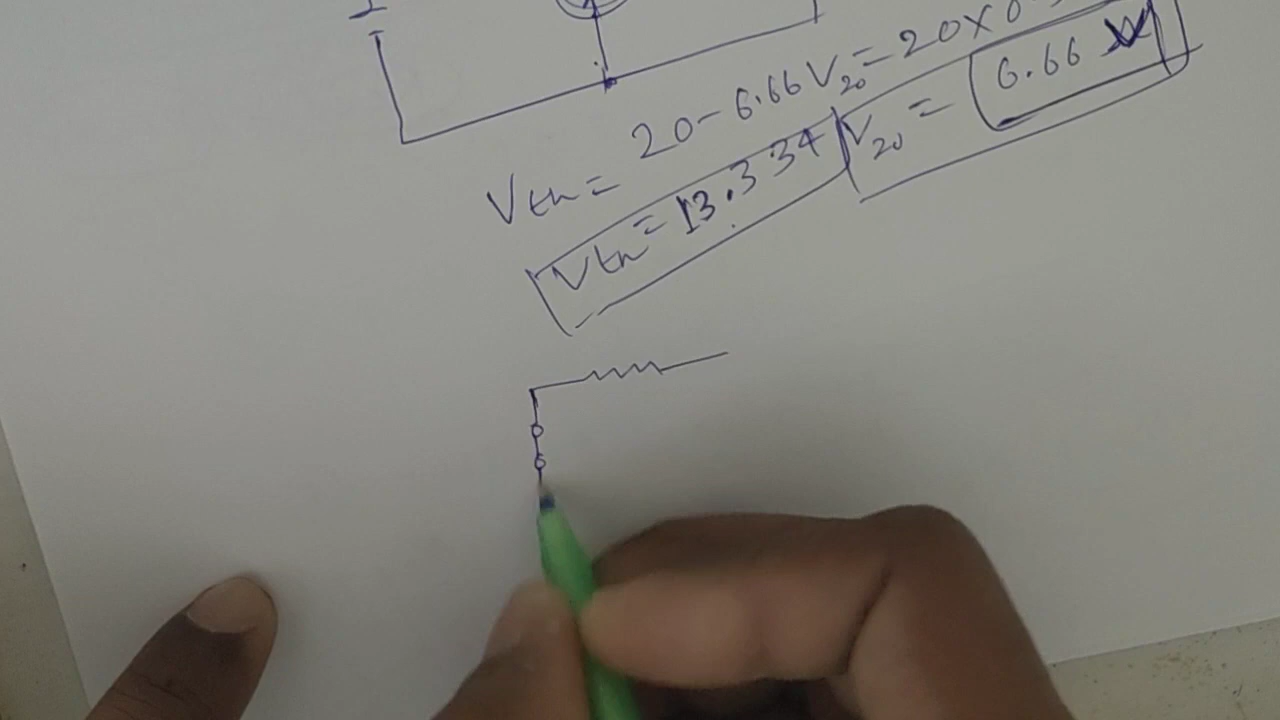 V20 = 20 × 0.
V20 = 6.66
Vth = 20 - 6.66
Vth = 13.334